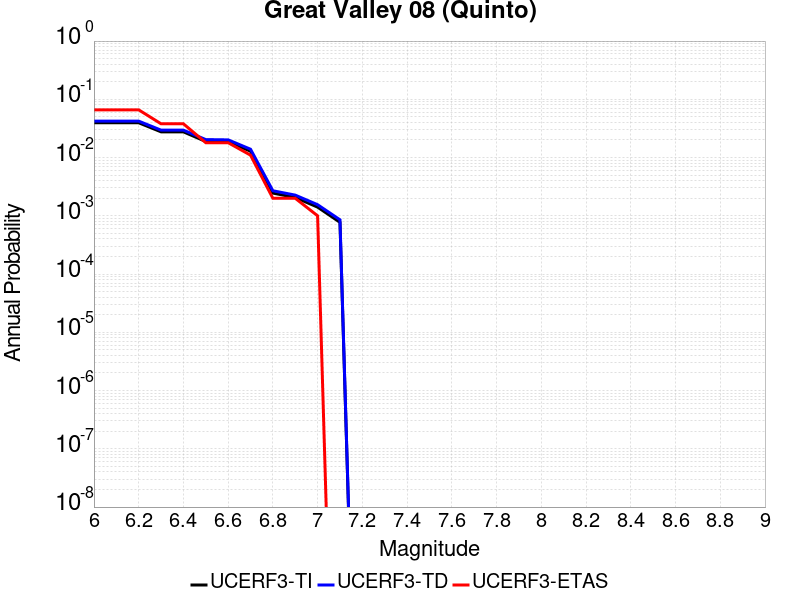 Great Valley 08 (Quinto)
10^0
10^-1
10^-2
10^-3
10^-4
10^-5
10^-6
10^-7
10^-8
Annual Probability
6 6.2 6.4 6.6 6.8 7 7.2 7.4 7.6 7.8 8 8.2 8.4 8.6 8.8 9
Magnitude
UCERF3-TI UCERF3-TD UCERF3-ETAS